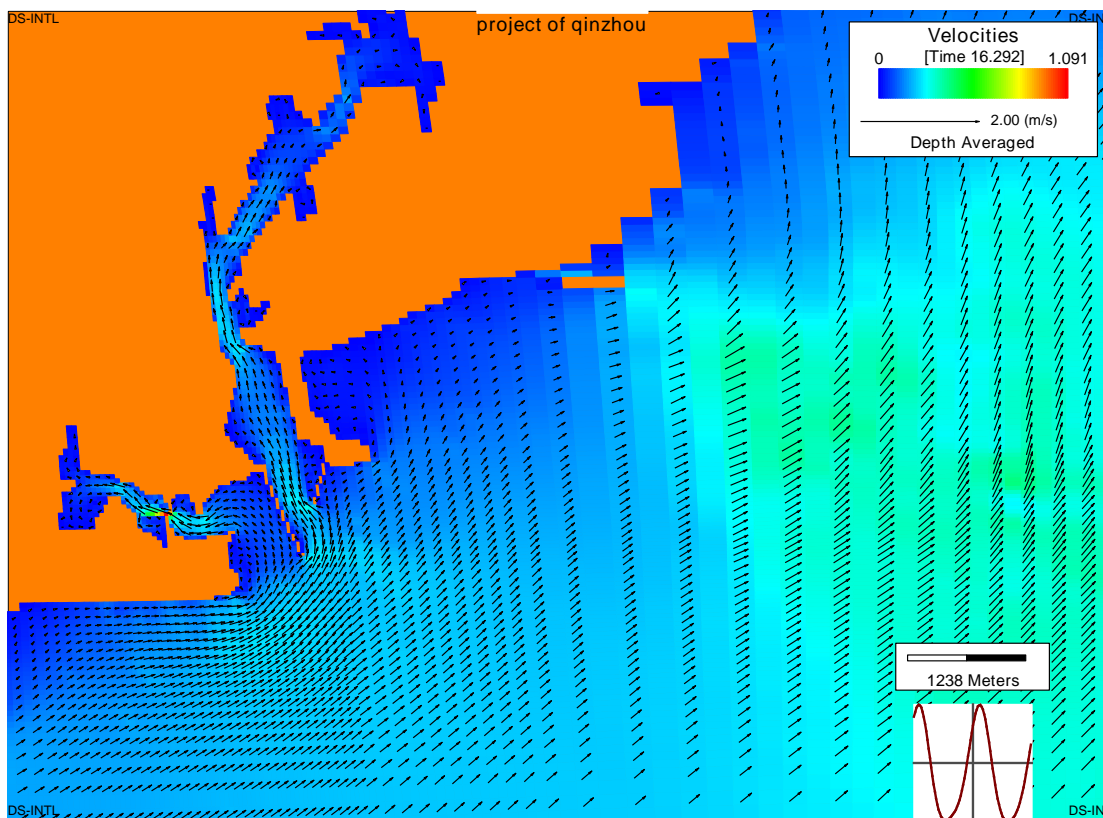 DS-INTL
project of qinzhou
DS-IN
Velocities
0
[Time 16.292]
1.091
2.00 (m/s)
Depth Averaged
1238 Meters
DS-INTL
DS-IN